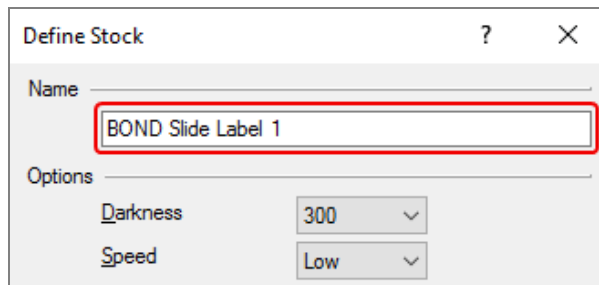 Define Stock ?
Name
BOND Slide Label 1
Options
Darkness 300
Speed Low